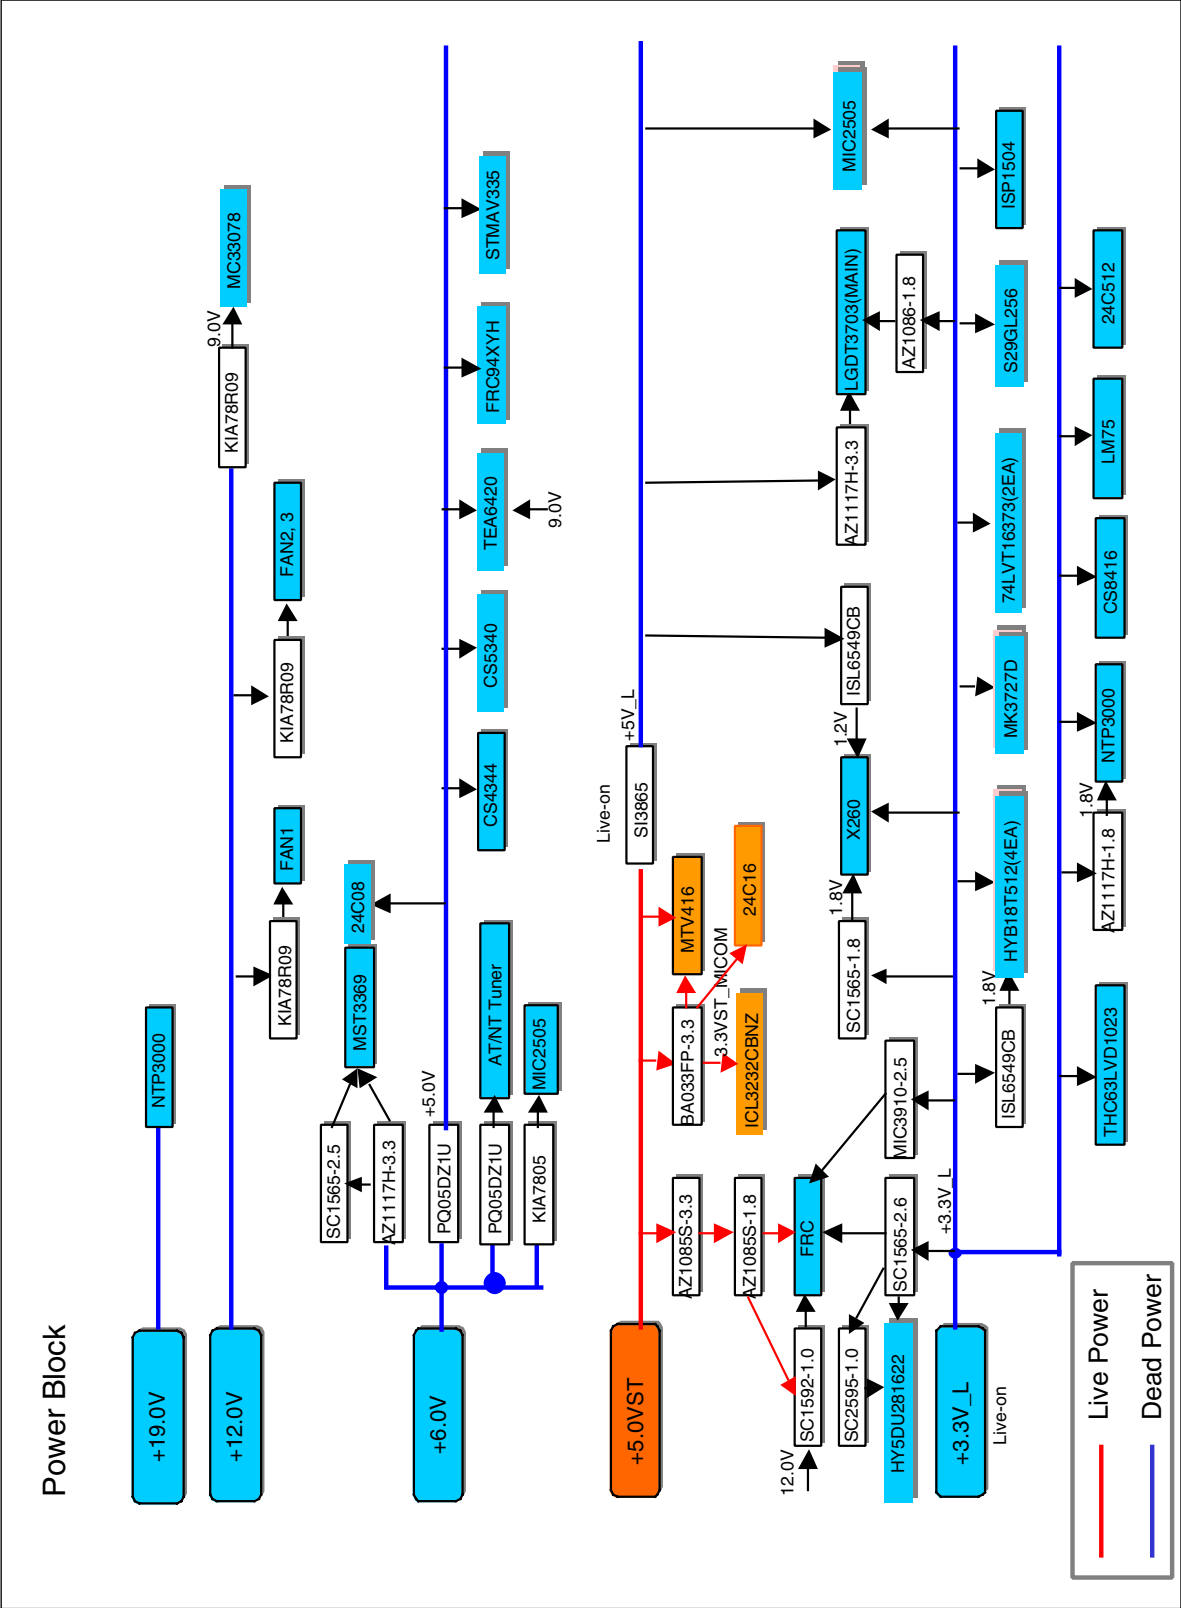 Power Block
+19.0V
NTP3000
+12.0V
KIA78R09
9.0V
MC33078
KIA78R09
FAN1
KIA78R09
FAN2, 3
SC1565-2.5
MST3369
24C08
AZ1117H-3.3
+6.0V
PQ05DZ1U
+5.0V
CS4344
CS5340
TEA6420
9.0V
FRC94XYH
STMAV335
PQ05DZ1U
AT/NT Tuner
KIA7805
MIC2505
Live-on
+5.0VST
SI3865
+5V_L
AZ1085S-3.3
BA033FP-3.3
MTV416
3.3VST_MICOM
AZ1085S-1.8
ICL3232CBNZ
24C16
12.0V
SC1592-1.0
FRC
SC2595-1.0
SC1565-1.8
1.8V
X260
1.2V
ISL6549CB
AZ1117H-3.3
LGDT3703(MAIN)
MIC2505
HY5DU281622
SC1565-2.6
MIC3910-2.5
AZ1086-1.8
+3.3V_L
+3.3V_L
Live-on
ISL6549CB
1.8V
HYB18T512(4EA)
MK3727D
74LVT16373(2EA)
S29GL256
ISP1504
THC63LVD1023
AZ1117H-1.8
1.8V
NTP3000
CS8416
LM75
24C512
Live Power
Dead Power